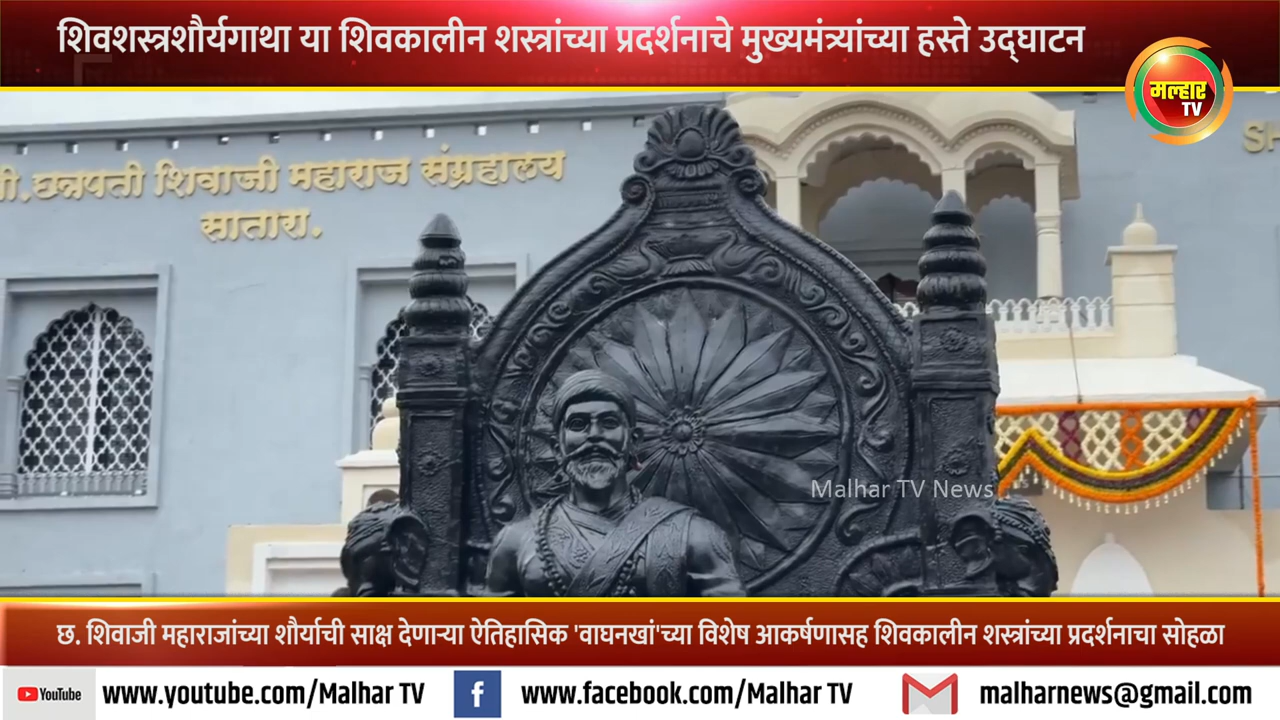 शिवशस्त्रशौर्यगाथा या शिवकालीन शस्त्रांच्या प्रदर्शनाचे मुख्यमंत्र्यांच्या हस्ते उद्घाटन
मल्हार
TV
छत्रपती शिवाजी महाराज संग्रहालय
SH
सातारा.
Malhar TV News
छ. शिवाजी महाराजांच्या शौर्याची साक्ष देणाऱ्या ऐतिहासिक 'वाघनखां'च्या विशेष आकर्षणासह शिवकालीन शस्त्रांच्या प्रदर्शनाचा सोहळा
YouTube www.youtube.com/Malhar TV f www.facebook.com/Malhar TV malharnews@gmail.com